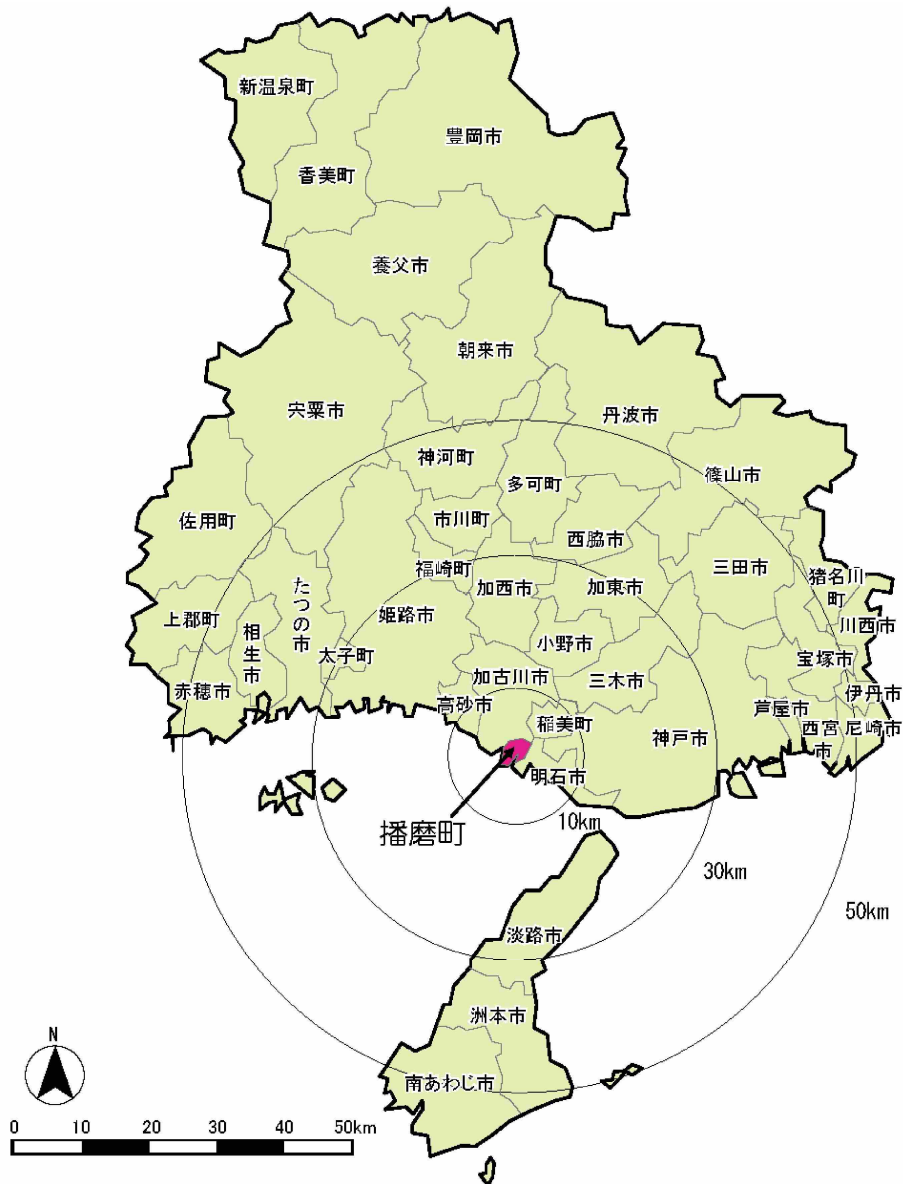 新温泉町
豊岡市
香美町
養父市
朝来市
宍粟市
丹波市
神河町
篠山市
多可町
佐用町
市川町
西脇市
福崎町
三田市
猪名川
町
加西市
加東市
たつの市
姫路市
上郡町
川西市
相生市
小野市
太子町
宝塚市
加古川市
三木市
赤穂市
伊丹市
高砂市
芦屋市
稲美町
西宮
市
尼崎市
神戸市
明石市
播磨町
10km
30km
50km
淡路市
洲本市
南あわじ市
N
0 10 20 30 40 50km